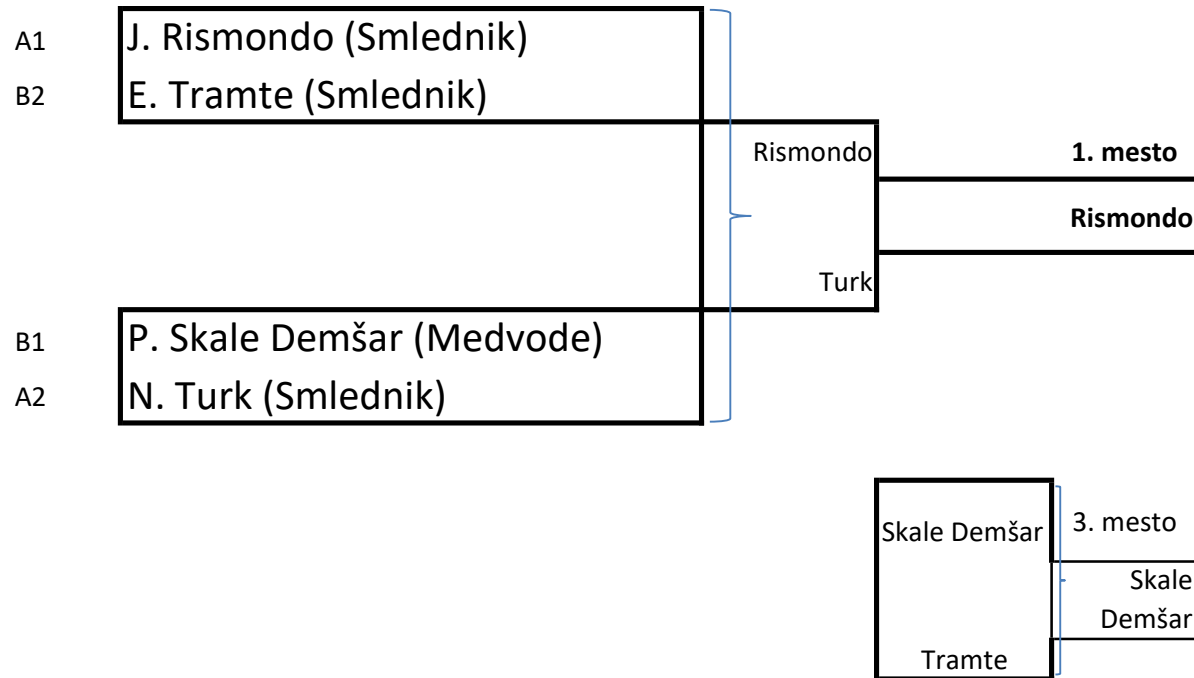 A1 J. Rismondo (Smlednik)
B2 E. Tramte (Smlednik)
Rismondo 1. mesto
Rismondo
Turk
B1 P. Skale Demšar (Medvode)
A2 N. Turk (Smlednik)
Skale Demšar 3. mesto
Skale
Demšar
Tramte